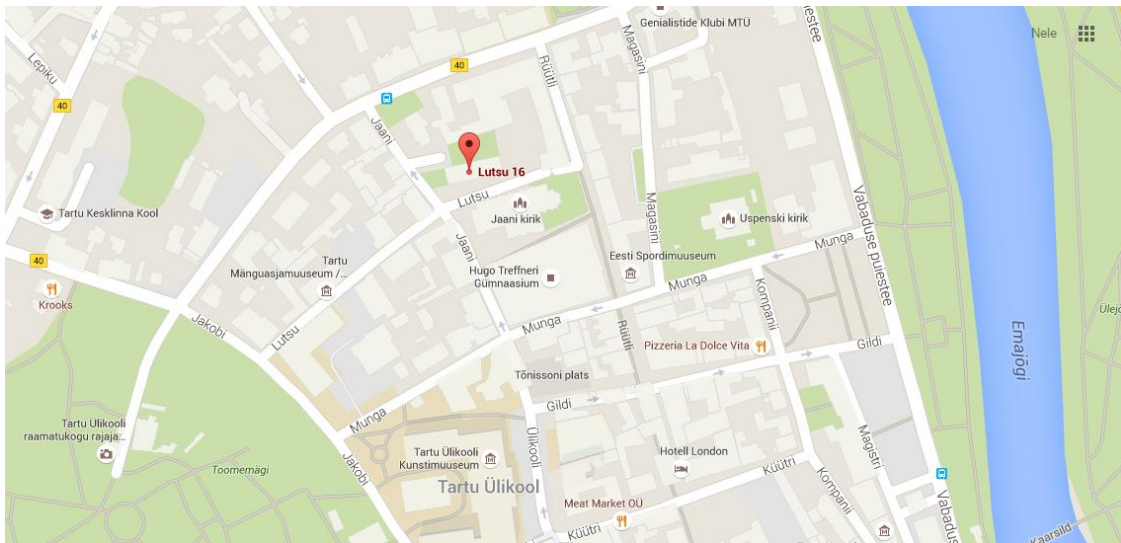 Genialistide Klubi MTÜ
Nele
Lepiku
40
40
Jaani
Rüütli
Magasini
Vabaduse puiestee
Lutsu 16
Lutsu
Jaani kirik
Magasini
Uspenski kirik
Tartu Kesklinna Kool
Vabaduse puiestee
Munga
40
Krooks
Tartu
Mänguasjamuuseum /...
Jaani
Hugo Treffneri
Gümnaasium
Eesti Spordimuuseum
Munga
Kompanii
Jakobi
Lutsu
Munga
Rüütli
Pizzeria La Dolce Vita
Gildi
Emajõgi
Ülejõ
Tõnissoni plats
Gildi
Munga
Tartu Ülikooli
raamatukogu rajaja...
Toomemägi
Jakobi
Tartu Ülikooli
Kunstimuuseum
Tartu Ülikool
Ülikooli
Hotell London
Küütri
Magistri
Kompanii
Meat Market OÜ
Küütri
Vabaduse
Kaarsild